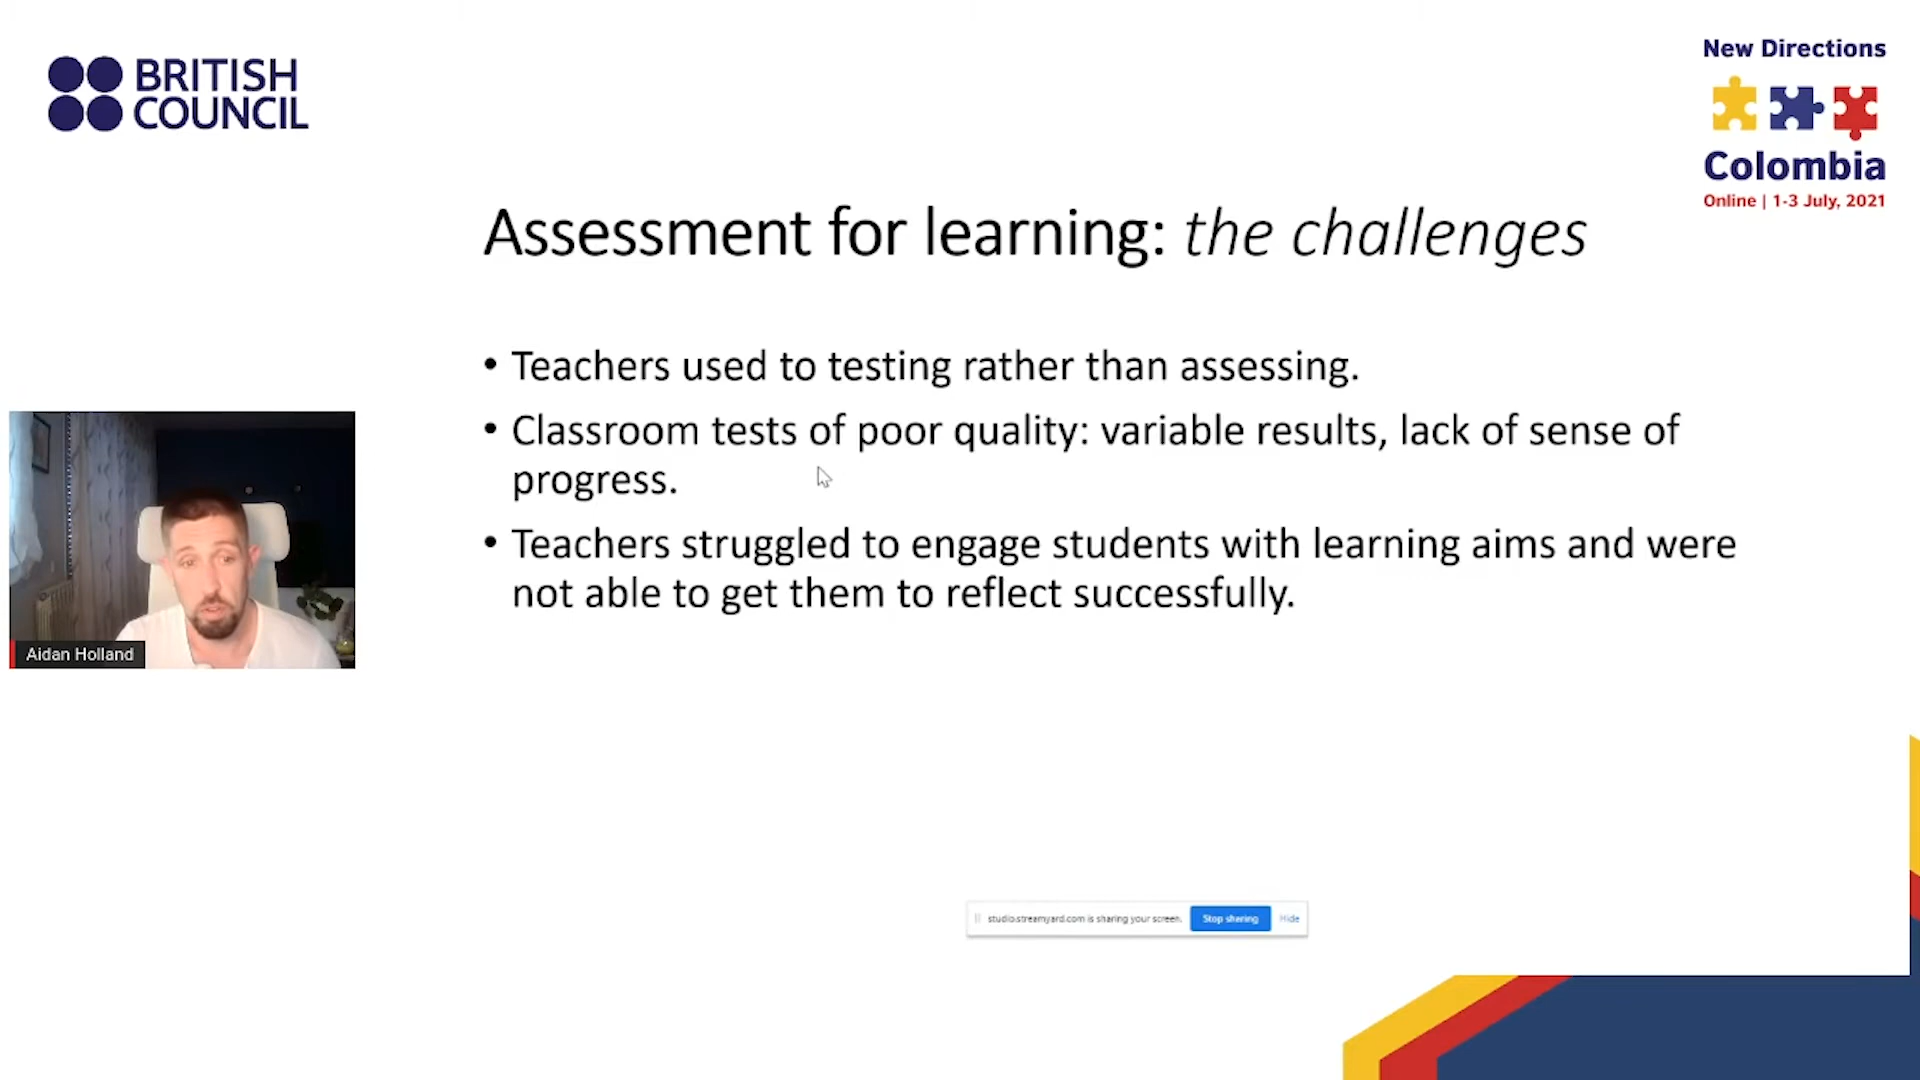 BRITISH
COUNCIL
New Directions
Colombia
Online | 1-3 July, 2021
Assessment for learning: the challenges
• Teachers used to testing rather than assessing.
• Classroom tests of poor quality: variable results, lack of sense of
progress.
• Teachers struggled to engage students with learning aims and were
not able to get them to reflect successfully.
Aidan Holland
studio.streamyard.com is sharing your screen. Stop sharing Hide